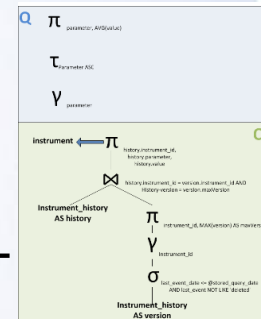 Q
π parameter, AVG(value)
τ Parameter ASC
γ parameter
instrument π
history.instrument_id,
history.parameter,
history.value
⋈ history.instrument_id = version.instrument_id AND
History.version = version.maxVersion
Instrument_history
AS history
π instrument_id, MAX(version) AS
γ Instrument_id
σ last_event_date <= @stored_query_date
AND last_event NOT LIKE 'deleted
Instrument_history
AS version